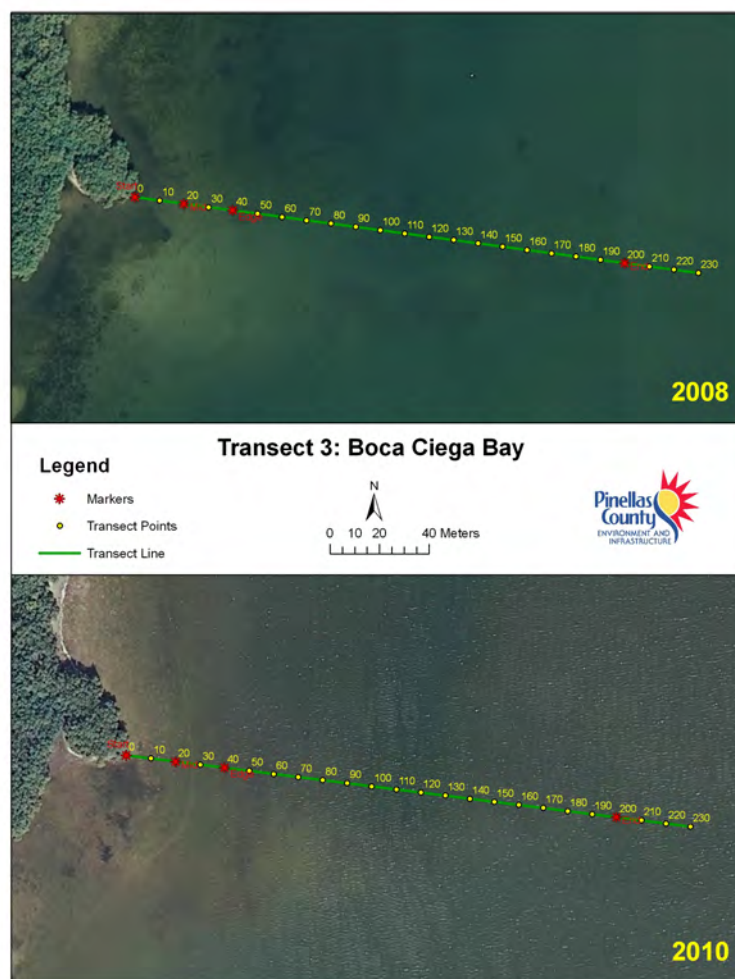 0 10 20 30 40 50 60 70 80 90 100 110 120 130 140 150 160 170 180 190 200 210 220 230
2008
Transect 3: Boca Ciega Bay
Legend
Markers
Transect Points
Transect Line
N
0 10 20 40 Meters
Pinellas
County
ENVIRONMENT AND
INFRASTRUCTURE
0 10 20 30 40 50 60 70 80 90 100 110 120 130 140 150 160 170 180 190 200 210 220 230
2010